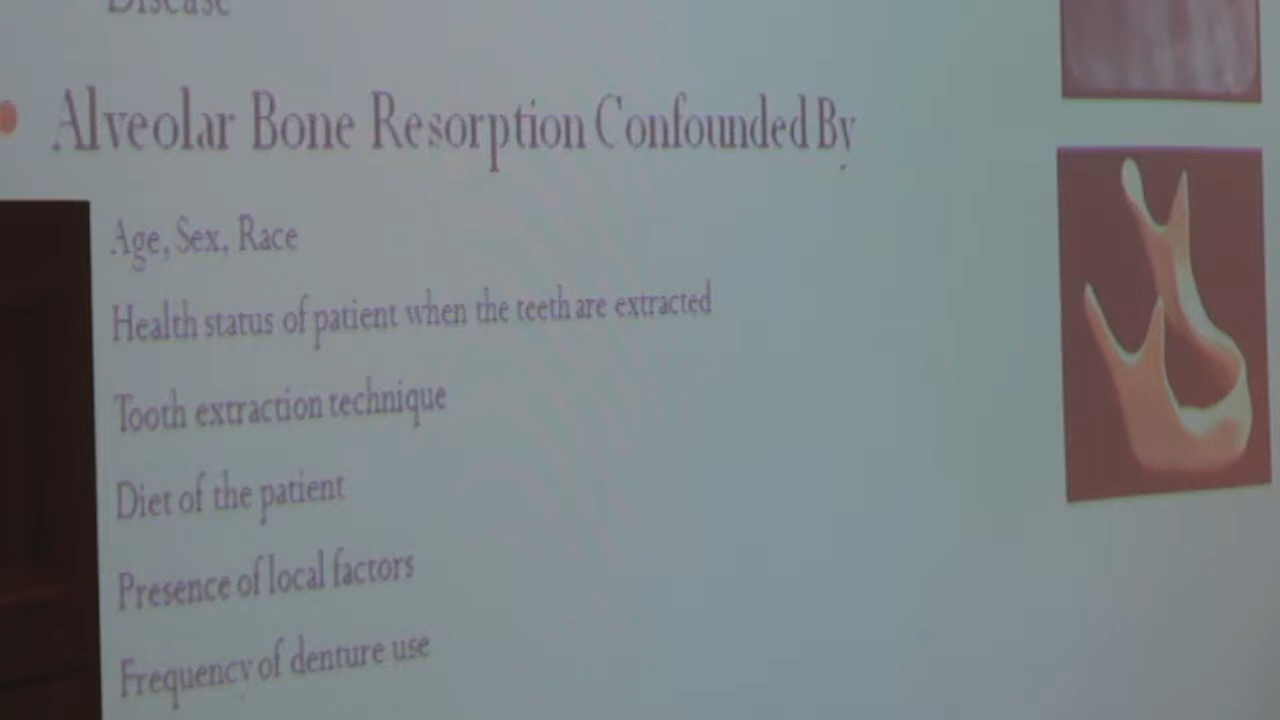 Disease
Alveolar Bone Resorption Confounded By
Age, Sex, Race
Health status of patient when the teeth are extracted
Tooth extraction technique
Diet of the patient
Presence of local factors
Frequency of denture use